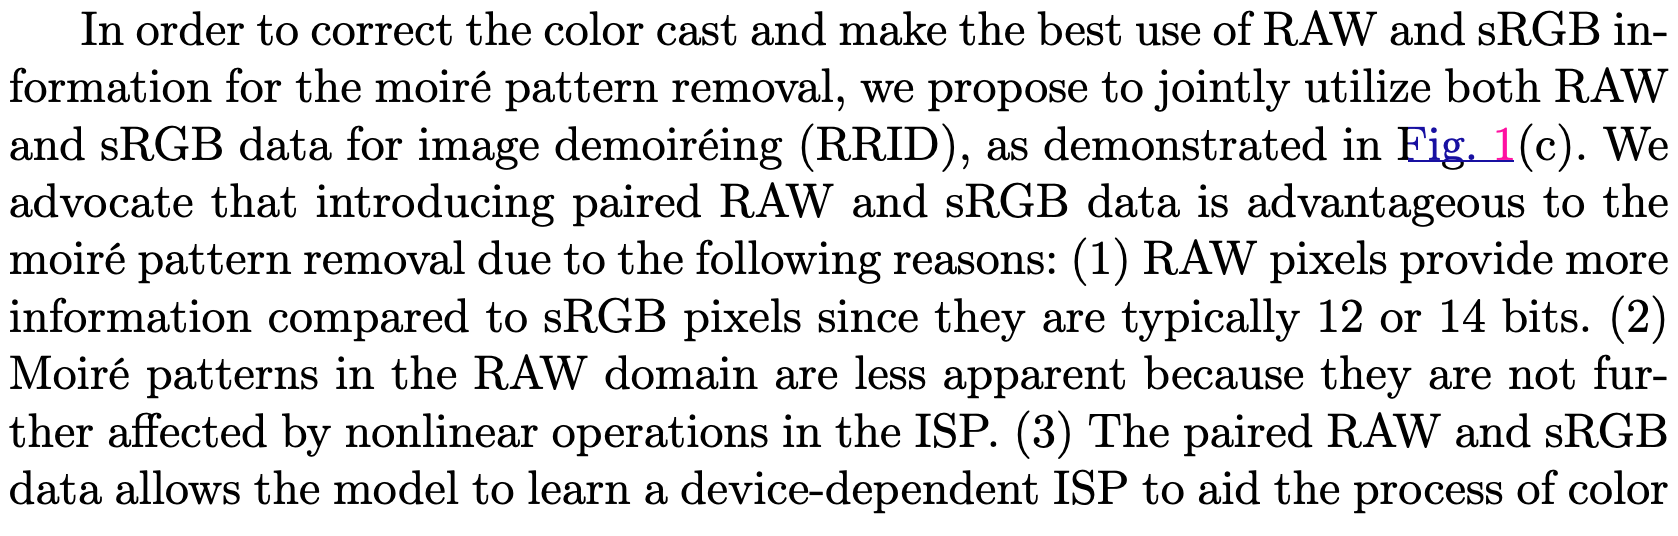 In order to correct the color cast and make the best use of RAW and sRGB in-
formation for the moiré pattern removal, we propose to jointly utilize both RAW
and sRGB data for image demoiréing (RRID), as demonstrated in Fig. 1(c). We
advocate that introducing paired RAW and sRGB data is advantageous to the
moiré pattern removal due to the following reasons: (1) RAW pixels provide more
information compared to sRGB pixels since they are typically 12 or 14 bits. (2)
Moiré patterns in the RAW domain are less apparent because they are not fur-
ther affected by nonlinear operations in the ISP. (3) The paired RAW and sRGB
data allows the model to learn a device-dependent ISP to aid the process of color